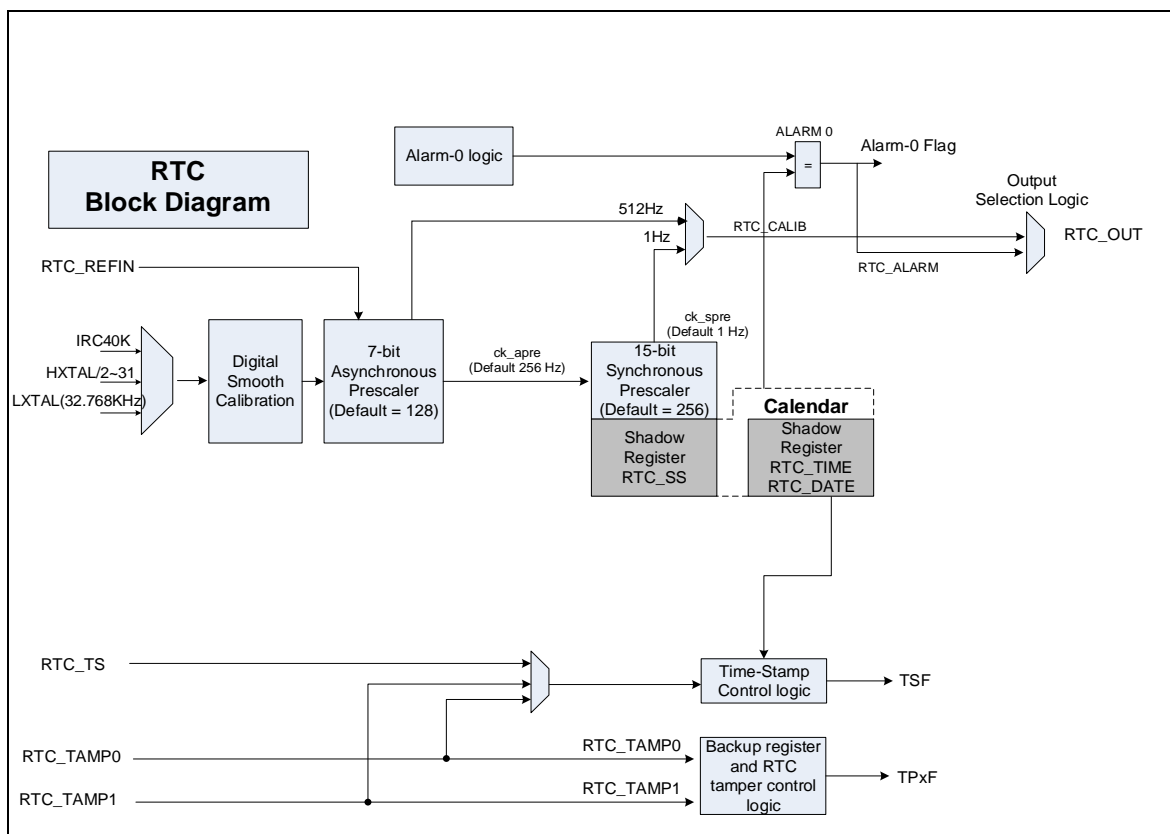 RTC
Block Diagram
Alarm-0 logic
ALARM 0
=
Alarm-0 Flag
Output
Selection Logic
RTC_OUT
512Hz
1Hz
RTC_CALIB
RTC_ALARM
RTC_REFIN
IRC40K
HXTAL/2~31
LXTAL(32.768KHz)
Digital
Smooth
Calibration
7-bit
Asynchronous
Prescaler
(Default = 128)
ck_apre
(Default 256 Hz)
ck_spre
(Default 1 Hz)
15-bit
Synchronous
Prescaler
(Default = 256)
Shadow
Register
RTC_SS
Calendar
Shadow
Register
RTC_TIME
RTC_DATE
RTC_TS
Time-Stamp
Control logic
TSF
RTC_TAMP0
RTC_TAMP0
RTC_TAMP1
RTC_TAMP1
Backup register
and RTC
tamper control
logic
TPxF